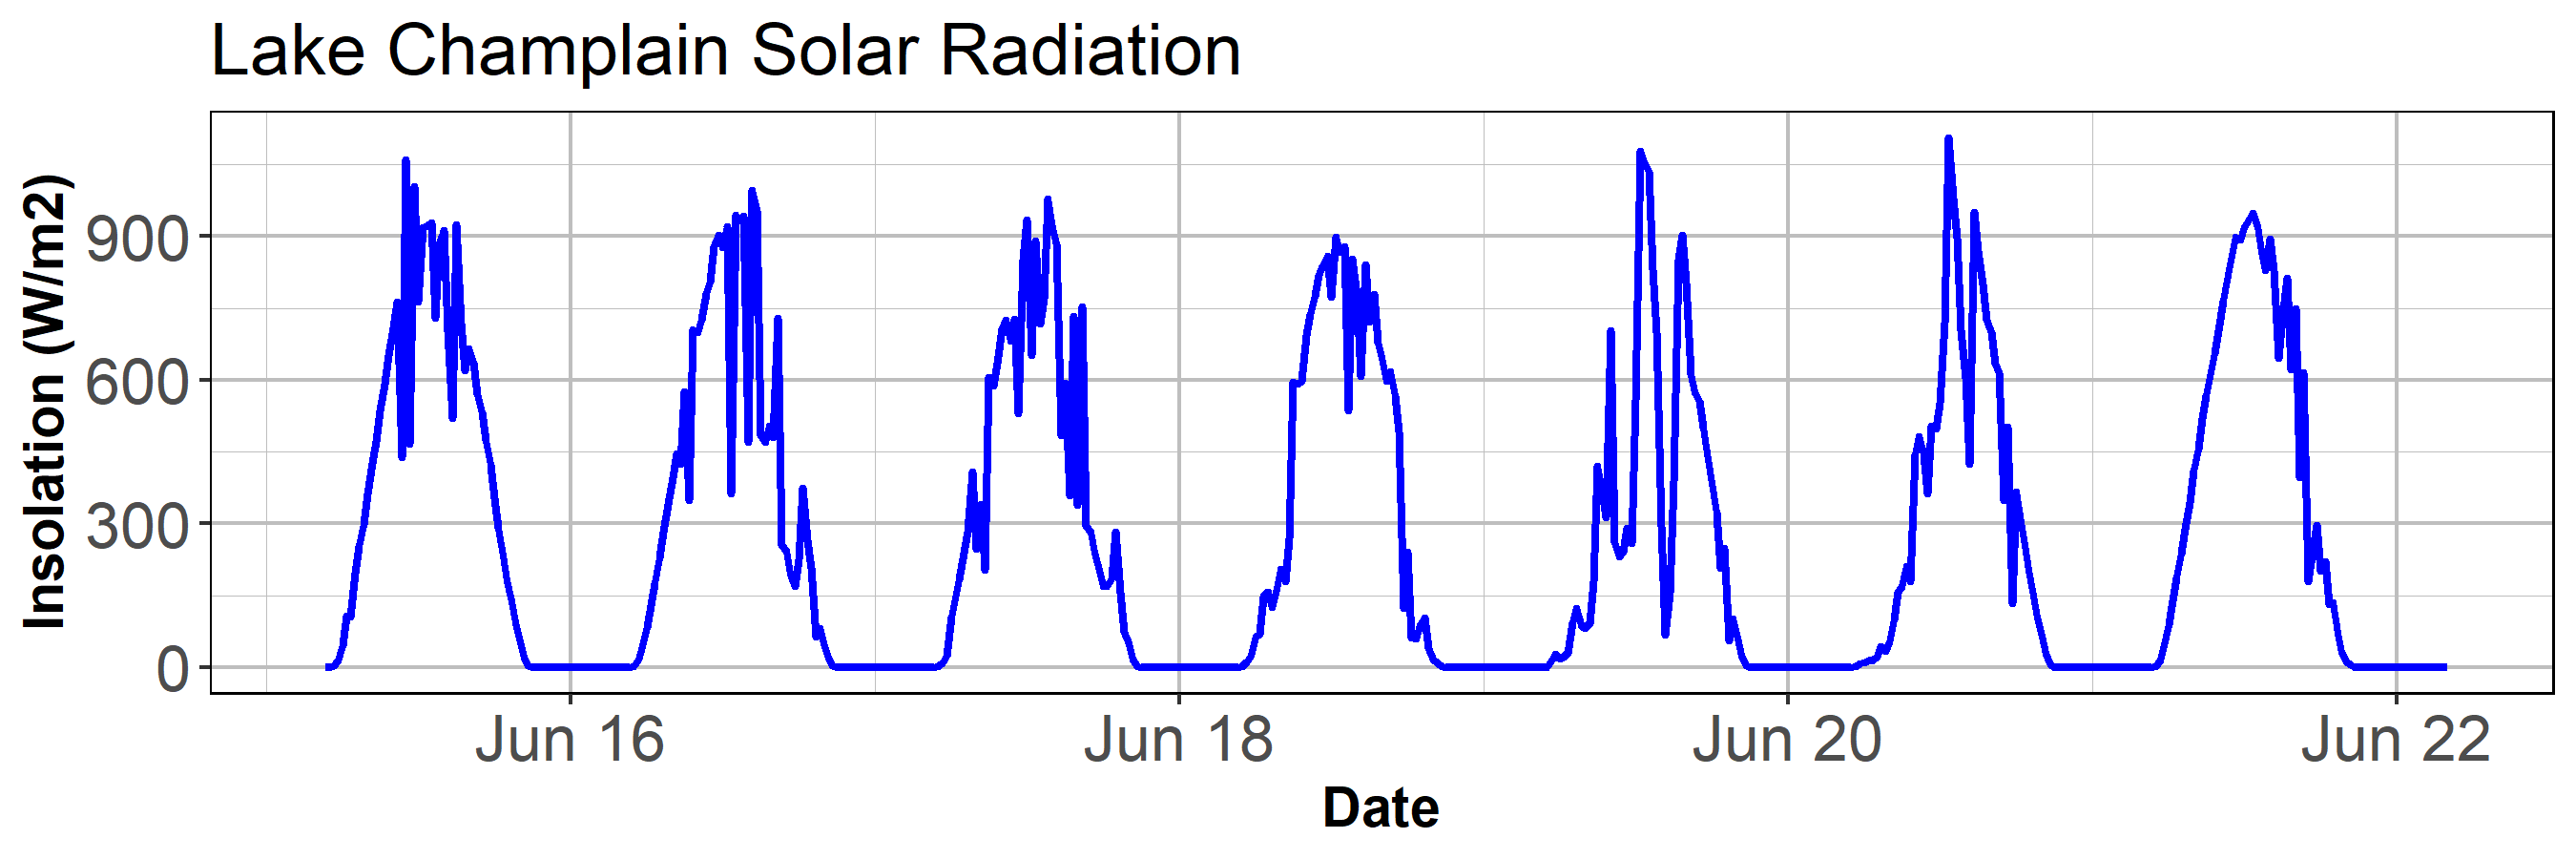 Lake Champlain Solar Radiation
Insolation (W/m2)
900
600
300
0
Jun 16 Jun 18 Jun 20 Jun 22
Date